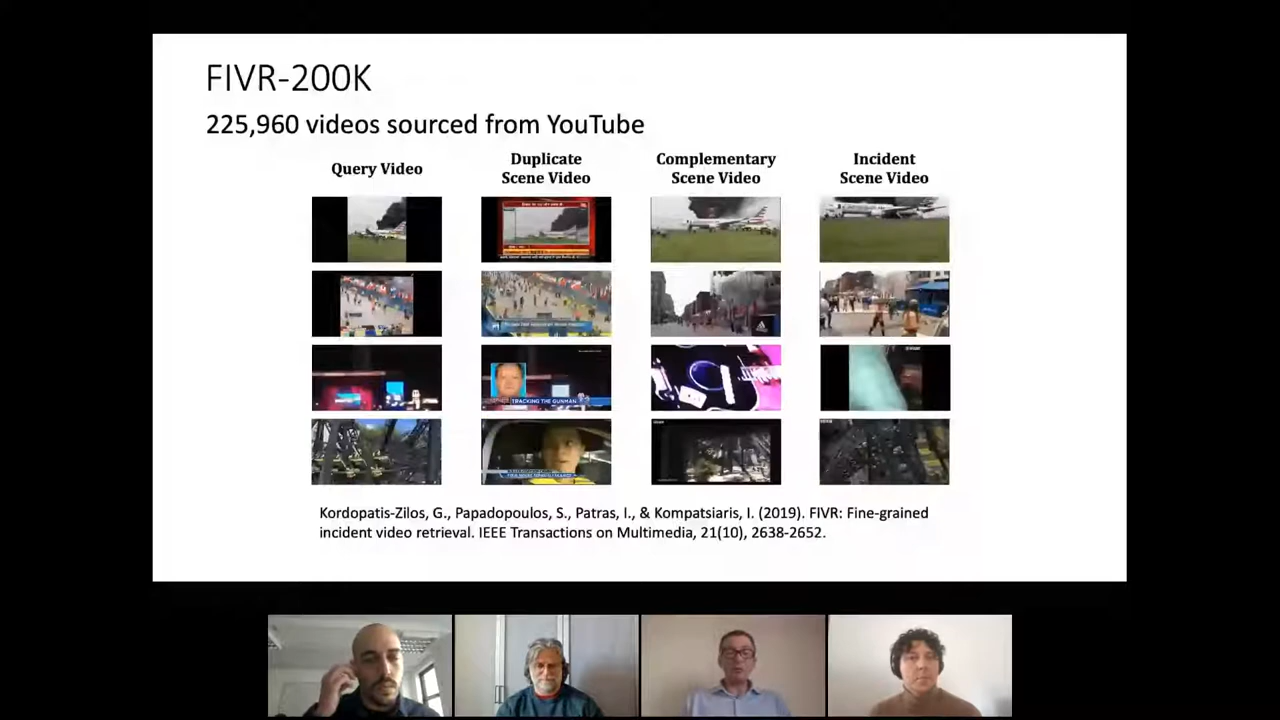 FIVR-200K
225,960 videos sourced from YouTube
Query Video
Duplicate
Scene Video
Complementary
Scene Video
Incident
Scene Video
TRACKING THE GUNMAN
Kordopatis-Zilos, G., Papadopoulos, S., Patras, I., & Kompatsiaris, I. (2019). FIVR: Fine-grained
incident video retrieval. IEEE Transactions on Multimedia, 21(10), 2638-2652.